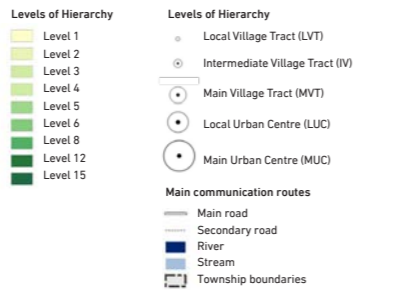 Levels of Hierarchy
Level 1
Level 2
Level 3
Level 4
Level 5
Level 6
Level 8
Level 12
Level 15
Levels of Hierarchy
Local Village Tract (LVT)
Intermediate Village Tract (IV)
Main Village Tract (MVT)
Local Urban Centre (LUC)
Main Urban Centre (MUC)
Main communication routes
Main road
Secondary road
River
Stream
Township boundaries